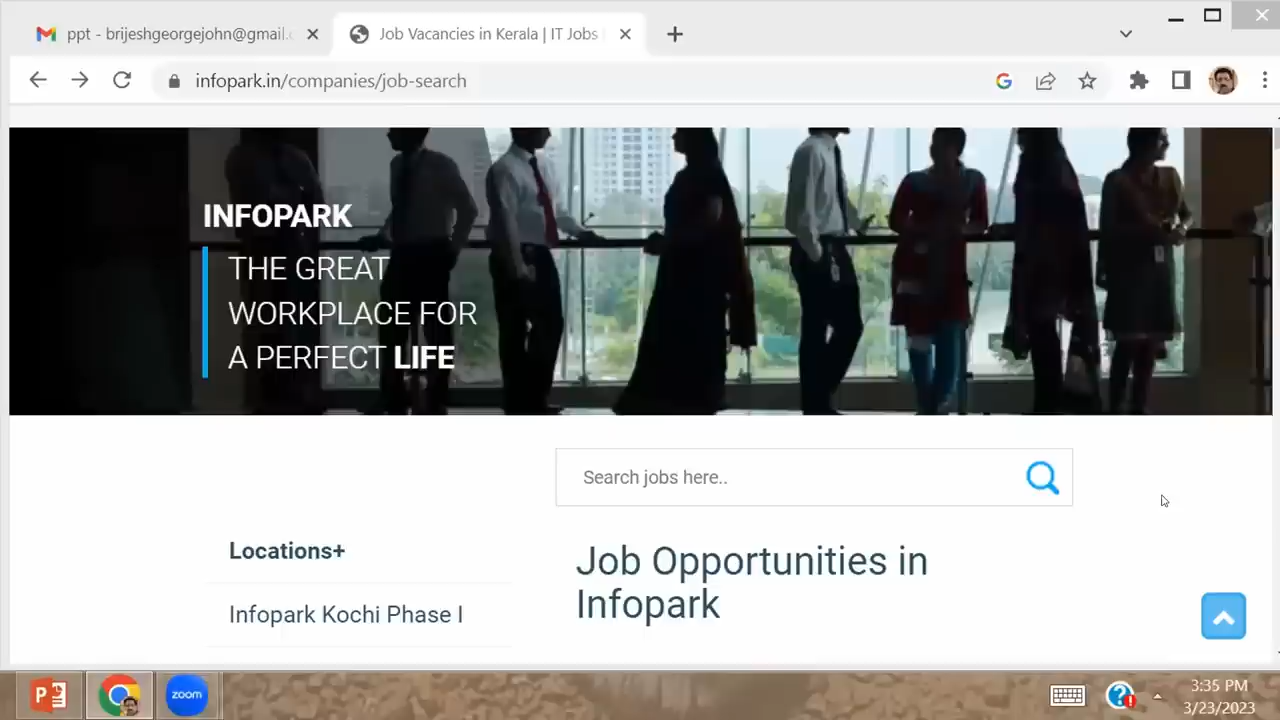 ppt - brijeshgeorgejohn@gmail.c
Job Vacancies in Kerala | IT Jobs
infopark.in/companies/job-search
INFOPARK
THE GREAT
WORKPLACE FOR
A PERFECT LIFE
Search jobs here..
Locations+
Job Opportunities in
Infopark
Infopark Kochi Phase I
zoom
3:35 PM
3/23/2023